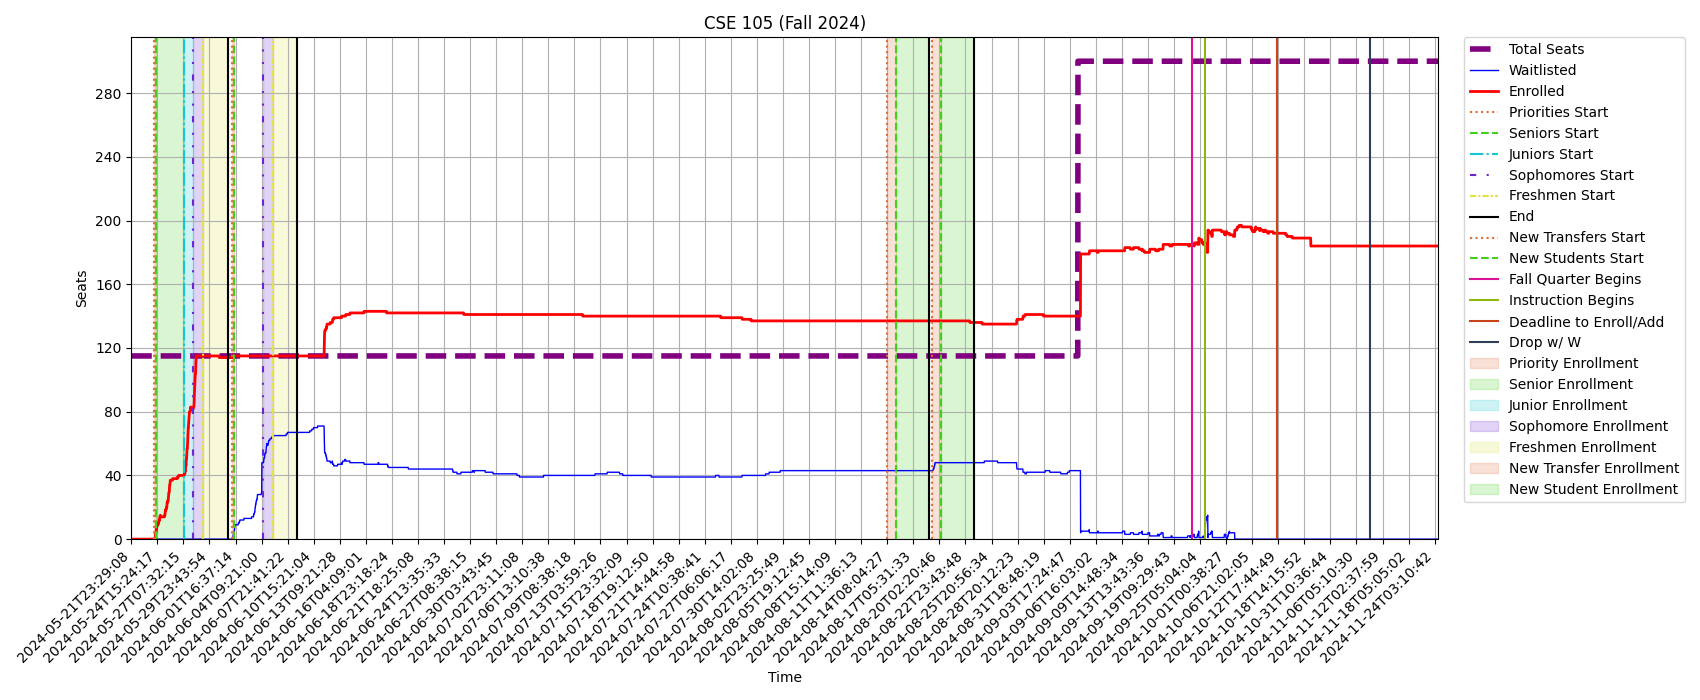 CSE 105 (Fall 2024)
Seats
280
240
200
160
120
80
40
0
2024-05-21T23:29:08
2024-05-24T15:24:17
2024-05-27T07:32:15
2024-05-29T23:43:54
2024-06-01T16:37:14
2024-06-04T09:21:00
2024-06-07T21:41:22
2024-06-10T15:21:04
2024-06-13T09:21:28
2024-06-16T04:09:01
2024-06-18T23:18:24
2024-06-21T18:25:08
2024-06-24T13:35:33
2024-06-27T08:38:15
2024-06-30T03:43:45
2024-07-02T23:11:08
2024-07-06T13:10:38
2024-07-09T08:38:18
2024-07-13T03:59:26
2024-07-15T23:32:09
2024-07-18T19:12:50
2024-07-21T14:44:58
2024-07-24T10:38:41
2024-07-27T06:06:17
2024-07-30T14:02:08
2024-08-02T23:25:49
2024-08-05T19:12:45
2024-08-08T15:14:09
2024-08-11T11:36:13
2024-08-14T08:04:27
2024-08-17T05:31:33
2024-08-20T02:20:46
2024-08-22T23:43:48
2024-08-25T20:56:34
2024-08-28T20:12:23
2024-08-31T18:48:19
2024-09-03T17:24:47
2024-09-06T16:03:02
2024-09-09T14:48:34
2024-09-13T13:43:36
2024-09-19T09:29:43
2024-09-25T05:04:04
2024-10-01T00:38:27
2024-10-06T21:02:05
2024-10-12T17:44:49
2024-10-18T14:15:52
2024-10-31T10:36:44
2024-11-06T05:10:30
2024-11-12T02:37:59
2024-11-18T05:05:02
2024-11-24T03:10:42
Time
Total Seats
Waitlisted
Enrolled
Priorities Start
Seniors Start
Juniors Start
Sophomores Start
Freshmen Start
End
New Transfers Start
New Students Start
Fall Quarter Begins
Instruction Begins
Deadline to Enroll/Add
Drop w/ W
Priority Enrollment
Senior Enrollment
Junior Enrollment
Sophomore Enrollment
Freshmen Enrollment
New Transfer Enrollment
New Student Enrollment